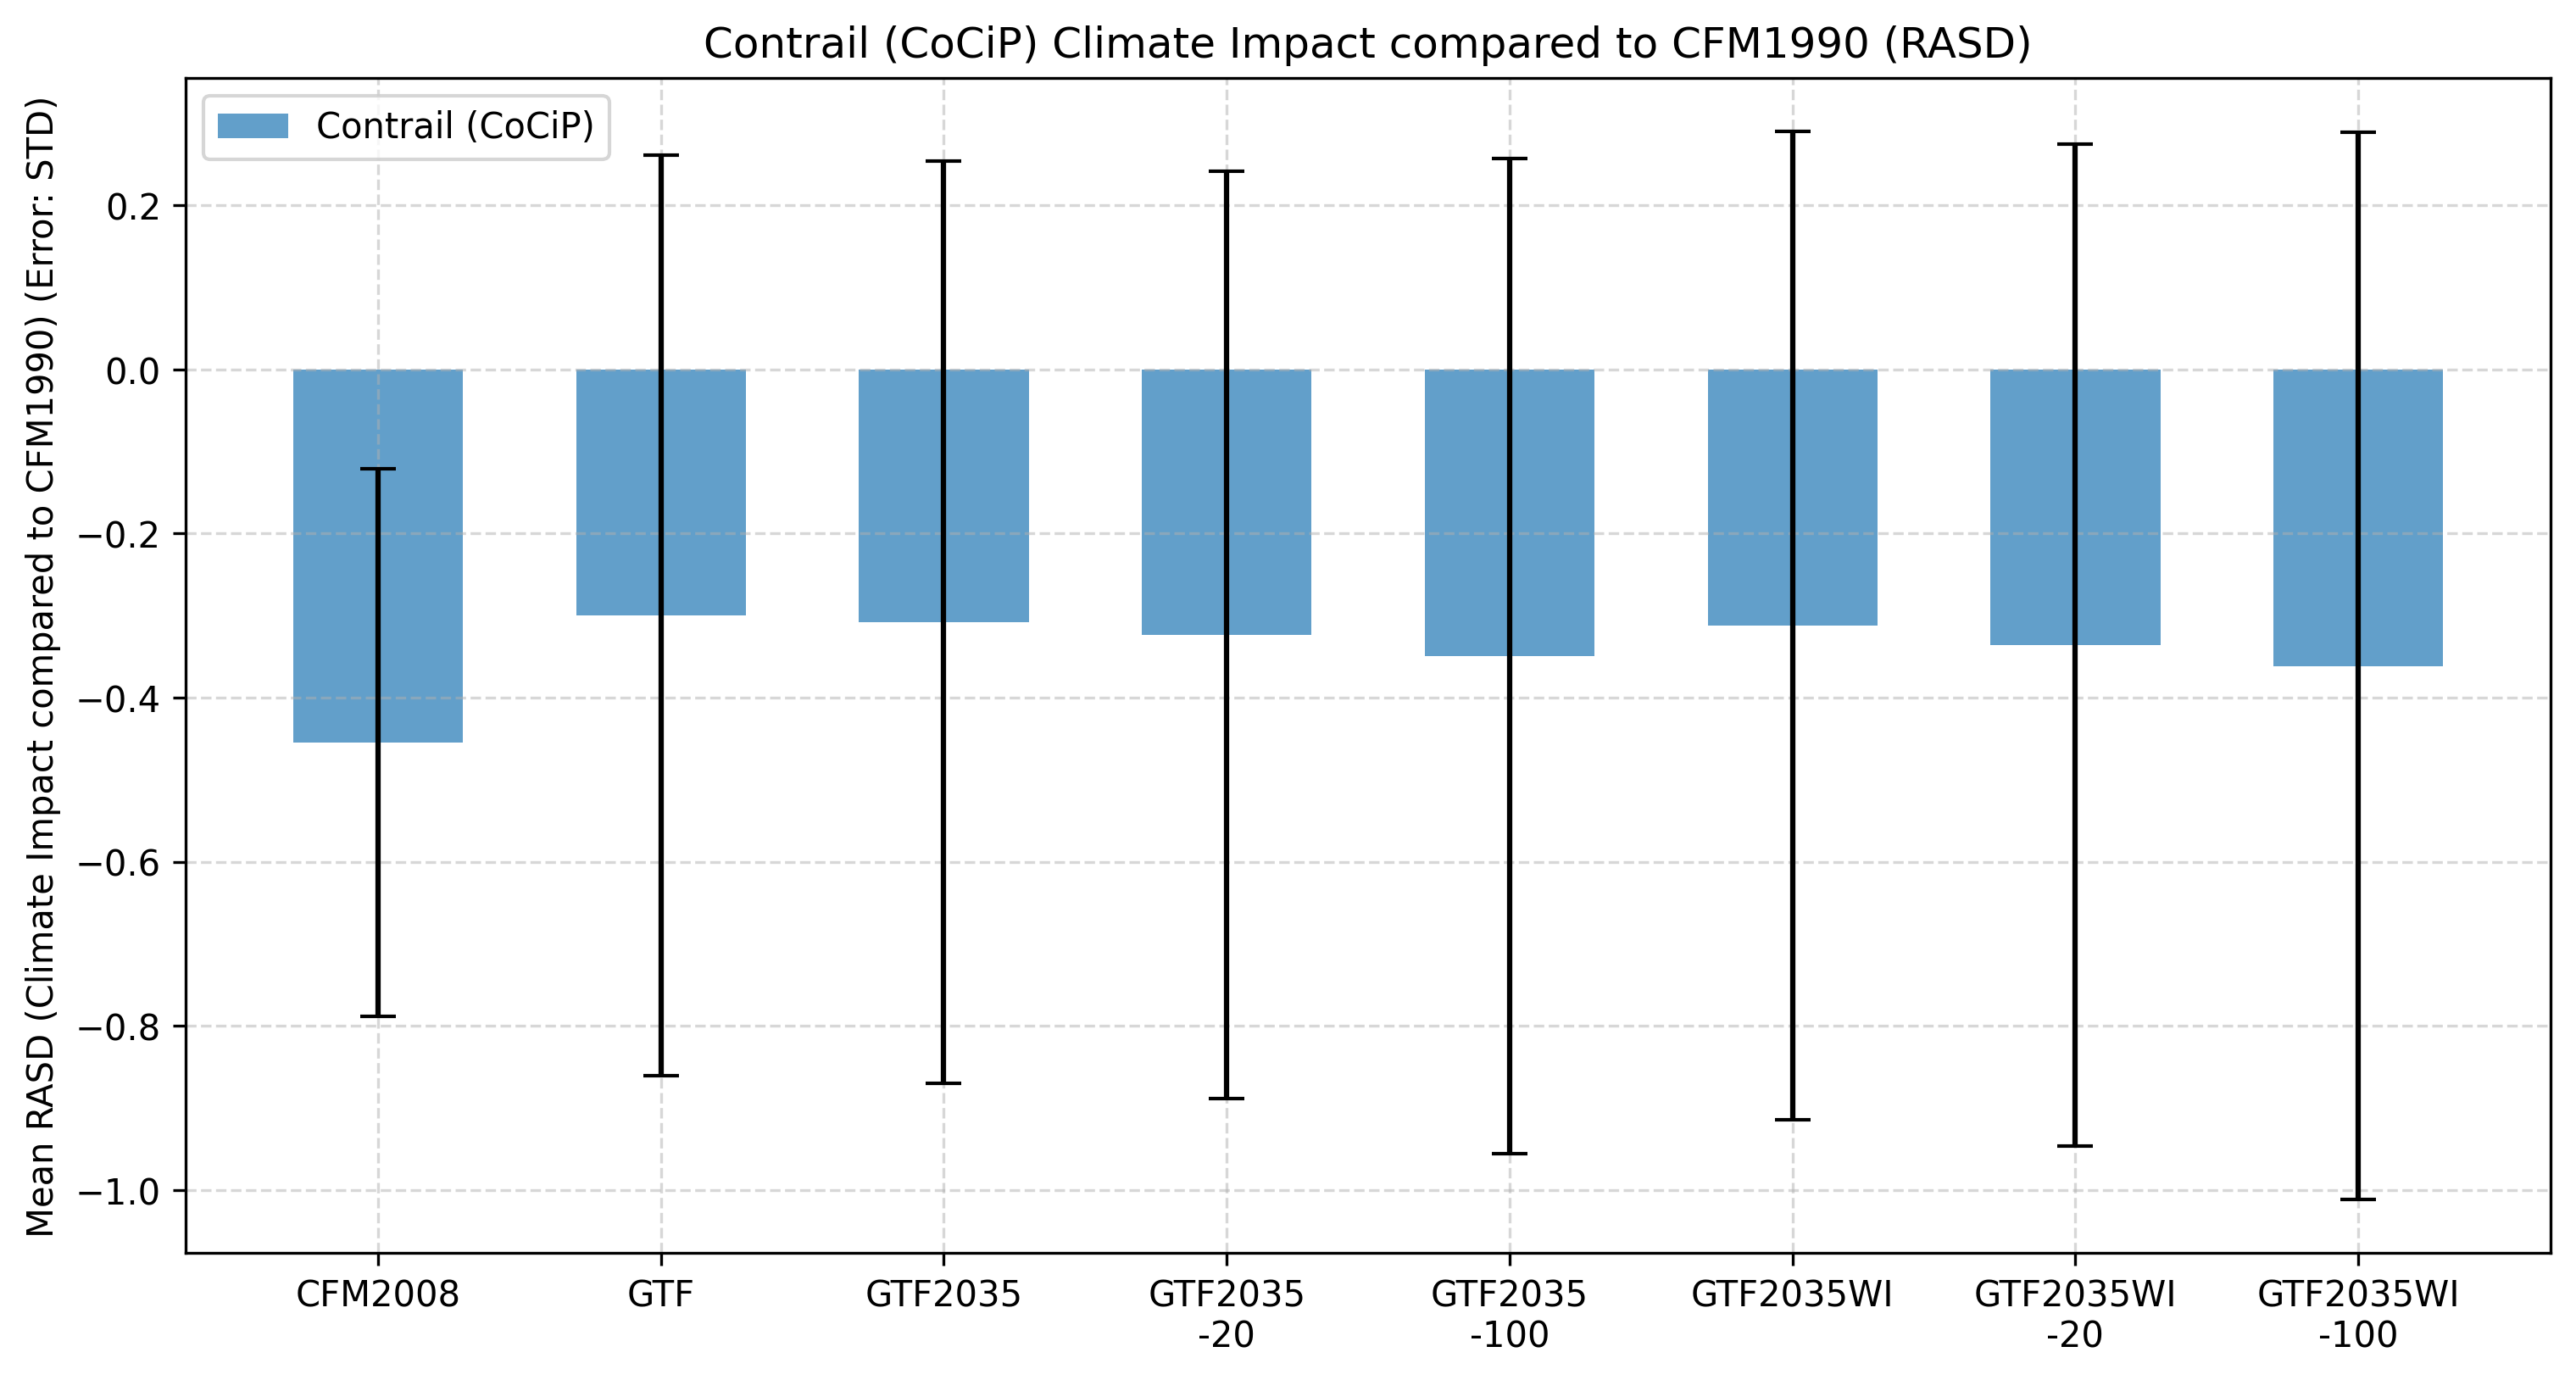 Contrail (CoCiP) Climate Impact compared to CFM1990 (RASD)
Mean RASD (Climate Impact compared to CFM1990) (Error: STD)
Contrail (CoCiP)
0.2
0.0
−0.2
−0.4
−0.6
−0.8
−1.0
CFM2008
GTF
GTF2035
GTF2035
-20
GTF2035
-100
GTF2035WI
GTF2035WI
-20
GTF2035WI
-100